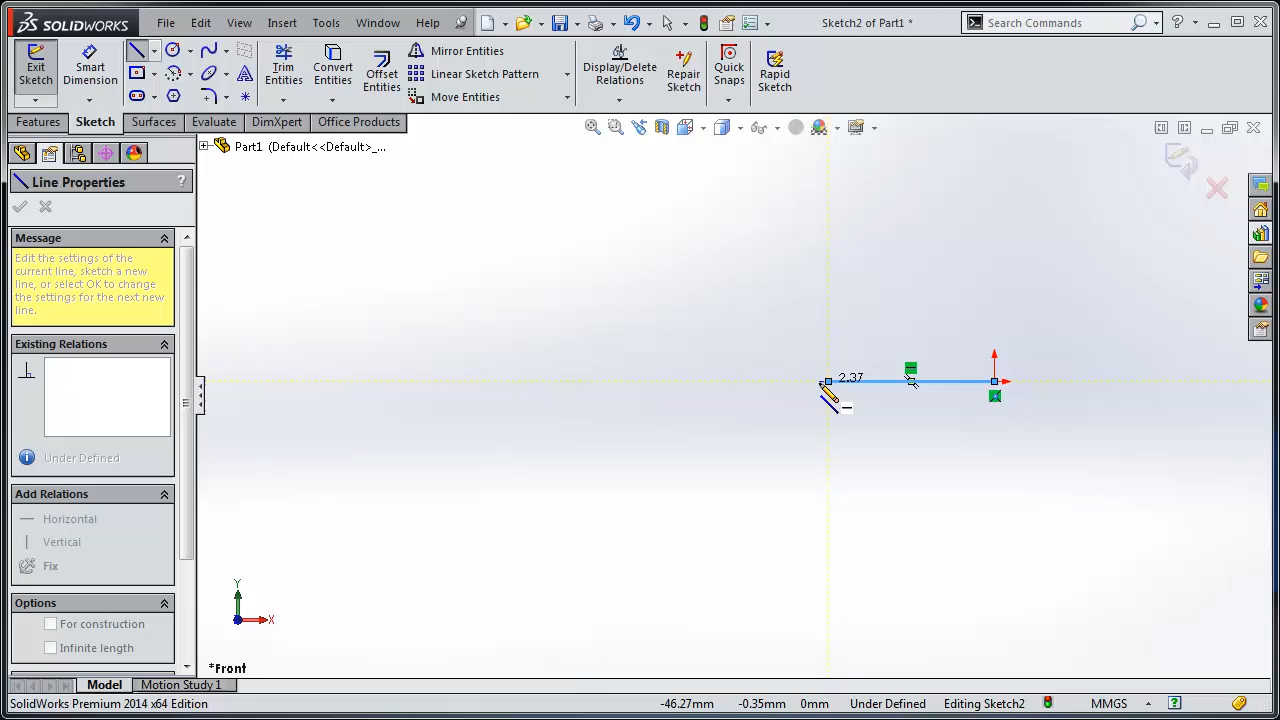 SOLIDWORKS File Edit View Insert Tools Window Help Sketch2 of Part1 * Search Commands
Exit Sketch
Smart Dimension
Trim Entities
Convert Entities
Offset Entities
Mirror Entities
Linear Sketch Pattern
Move Entities
Display/Delete Relations
Repair Sketch
Quick Snaps
Rapid Sketch
Features Sketch Surfaces Evaluate DimXpert Office Products
Part1 (Default<<Default>_...
Line Properties ?
Message
Edit the settings of the
current line, sketch a new
line, or select OK to change
the settings for the next new
line.
Existing Relations
Under Defined
Add Relations
Horizontal
Vertical
Fix
Options
For construction
Infinite length
2.37
Y
X
*Front
Model Motion Study 1
SolidWorks Premium 2014 x64 Edition -46.27mm -0.35mm 0mm Under Defined Editing Sketch2 MMGS